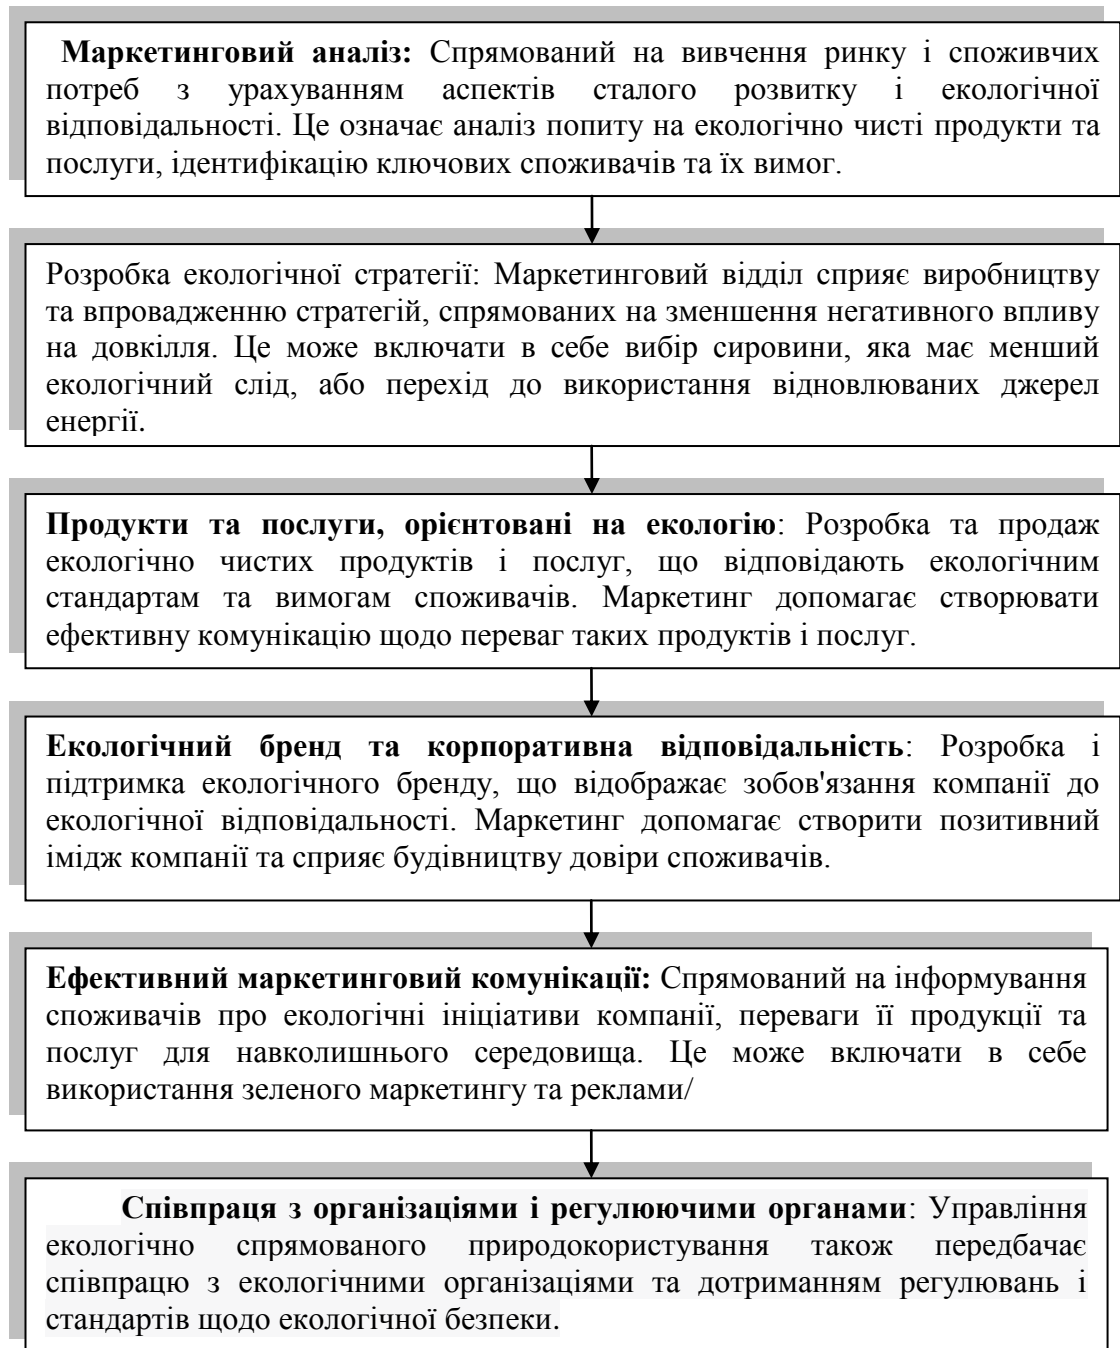 Маркетинговий аналіз: Спрямований на вивчення ринку і споживчих
потреб з урахуванням аспектів сталого розвитку і екологічної
відповідальності. Це означає аналіз попиту на екологічно чисті продукти та
послуги, ідентифікацію ключових споживачів та їх вимог.
Розробка екологічної стратегії: Маркетинговий відділ сприяє виробництву
та впровадженню стратегій, спрямованих на зменшення негативного впливу
на довкілля. Це може включати в себе вибір сировини, яка має менший
екологічний слід, або перехід до використання відновлюваних джерел
енергії.
Продукти та послуги, орієнтовані на екологію: Розробка та продаж
екологічно чистих продуктів і послуг, що відповідають екологічним
стандартам та вимогам споживачів. Маркетинг допомагає створювати
ефективну комунікацію щодо переваг таких продуктів і послуг.
Екологічний бренд та корпоративна відповідальність: Розробка і
підтримка екологічного бренду, що відображає зобов'язання компанії до
екологічної відповідальності. Маркетинг допомагає створити позитивний
імідж компанії та сприяє будівництву довіри споживачів.
Ефективний маркетинговий комунікації: Спрямований на інформування
споживачів про екологічні ініціативи компанії, переваги її продукції та
послуг для навколишнього середовища. Це може включати в себе
використання зеленого маркетингу та реклами/
Співпраця з організаціями і регулюючими органами: Управління
екологічно спрямованого природокористування також передбачає
співпрацю з екологічними організаціями та дотриманням регулювань і
стандартів щодо екологічної безпеки.